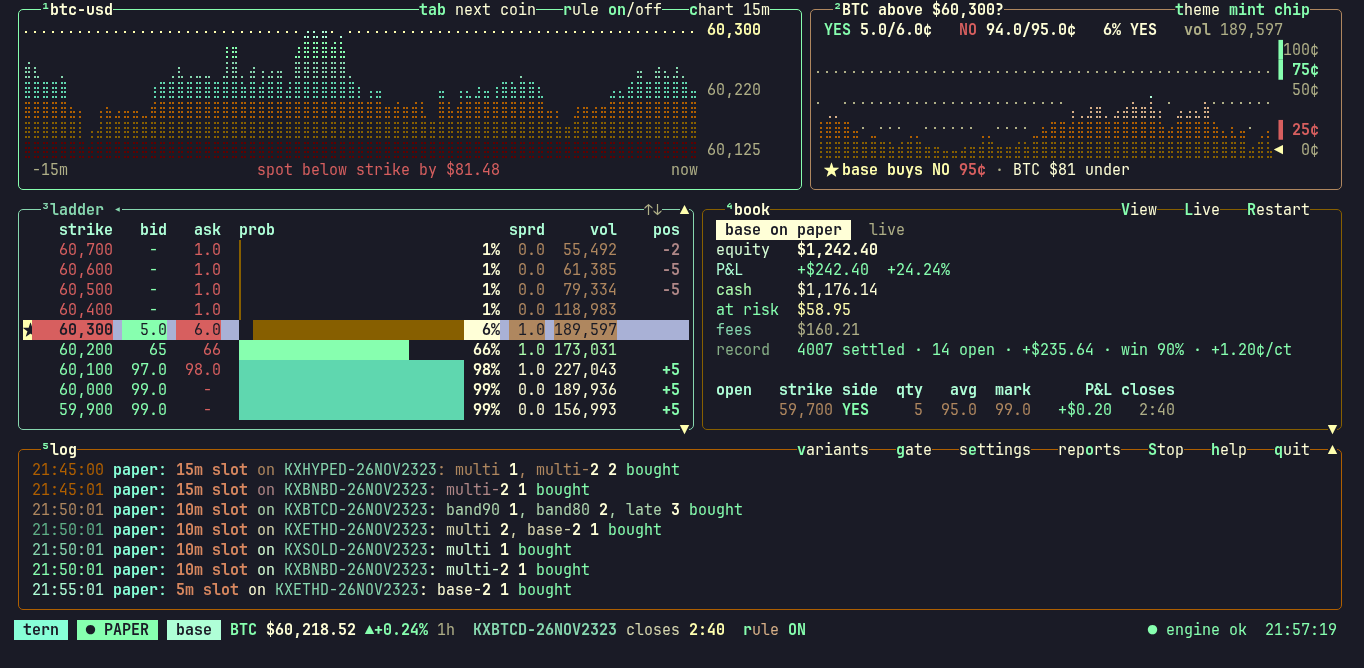 ¹btc-usd tab next coin rule on/off chart 15m
60,300
60,220
60,125
-15m spot below strike by $81.48 now
²BTC above $60,300? theme mint chip
YES 5.0/6.0¢ NO 94.0/95.0¢ 6% YES vol 189,597
100¢
75¢
50¢
25¢
0¢
★base buys NO 95¢ · BTC $81 under
³ladder ◂ ↑↓ ▲
strike bid ask prob sprd vol pos
60,700 - 1.0 1% 0.0 55,492 -2
60,600 - 1.0 1% 0.0 61,385 -5
60,500 - 1.0 1% 0.0 79,334 -5
60,400 - 1.0 1% 0.0 118,983
★ 60,300 5.0 6.0 6% 1.0 189,597
60,200 65 66 66% 1.0 173,031
60,100 97.0 98.0 98% 1.0 227,043 +5
60,000 99.0 - 99% 0.0 189,936 +5
59,900 99.0 - 99% 0.0 156,993 +5
▼
⁴book View Live Restart
base on paper live
equity $1,242.40
P&L +$242.40 +24.24%
cash $1,176.14
at risk $58.95
fees $160.21
record 4007 settled · 14 open · +$235.64 · win 90% · +1.20¢/ct
open strike side qty avg mark P&L closes
59,700 YES 5 95.0 99.0 +$0.20 2:40
▼
⁵log variants gate settings reports Stop help quit ▲
21:45:00 paper: 15m slot on KXHYPED-26NOV2323: multi 1, multi-2 2 bought
21:45:01 paper: 15m slot on KXBNBD-26NOV2323: multi-2 1 bought
21:50:01 paper: 10m slot on KXBTCD-26NOV2323: band90 1, band80 2, late 3 bought
21:50:01 paper: 10m slot on KXETHD-26NOV2323: multi 2, base-2 1 bought
21:50:01 paper: 10m slot on KXSOLD-26NOV2323: multi 1 bought
21:50:01 paper: 10m slot on KXBNBD-26NOV2323: multi-2 1 bought
21:55:01 paper: 5m slot on KXETHD-26NOV2323: base-2 1 bought
tern ● PAPER base BTC $60,218.52 ▲+0.24% 1h KXBTCD-26NOV2323 closes 2:40 rule ON ● engine ok 21:57:19